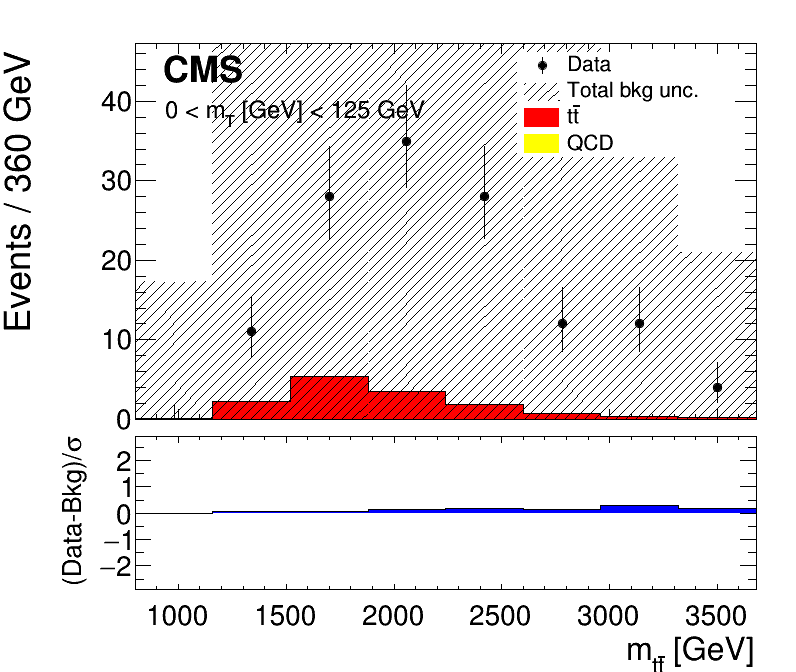 Events / 360 GeV
CMS
0 < m_T [GeV] < 125 GeV
Data
Total bkg unc.
tt̄
QCD
40
30
20
10
0
(Data-Bkg)/σ
2
1
0
−1
−2
1000 1500 2000 2500 3000 3500
m_tt̄ [GeV]